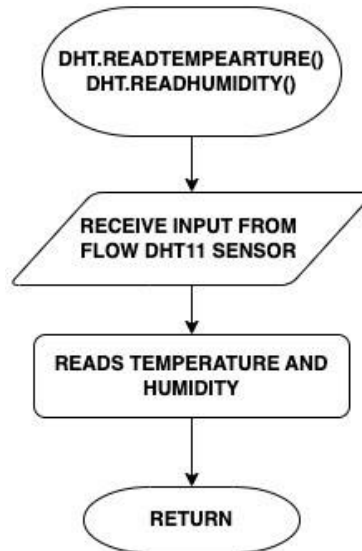 DHT.READTEMPEARTURE()
DHT.READHUMIDITY()
RECEIVE INPUT FROM
FLOW DHT11 SENSOR
READS TEMPERATURE AND
HUMIDITY
RETURN